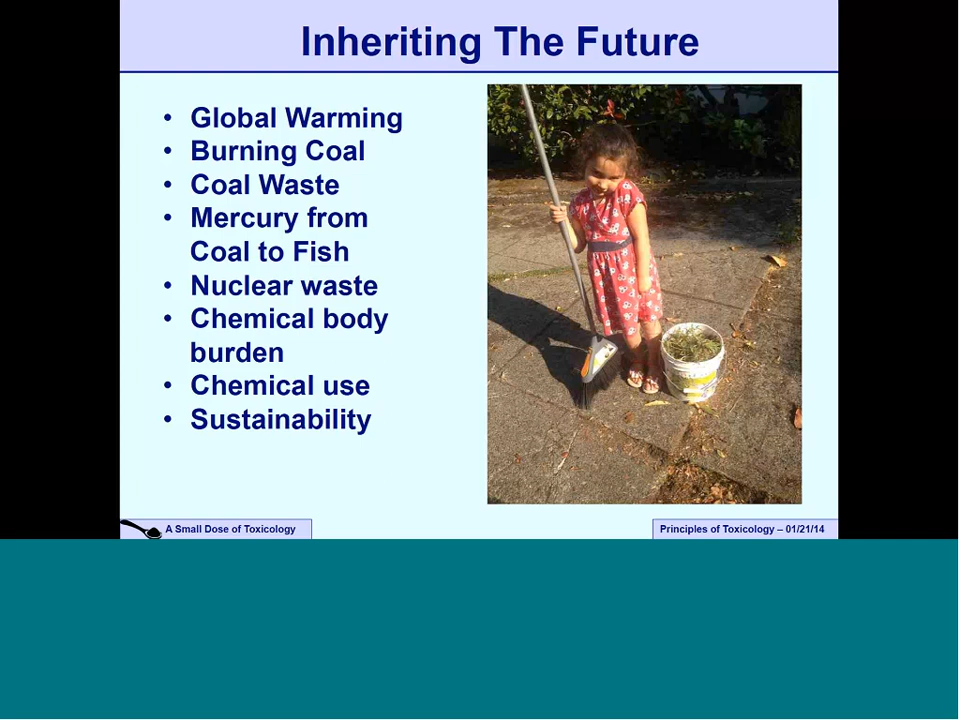 Inheriting The Future
• Global Warming
• Burning Coal
• Coal Waste
• Mercury from
Coal to Fish
• Nuclear waste
• Chemical body
burden
• Chemical use
• Sustainability
A Small Dose of Toxicology
Principles of Toxicology – 01/21/14